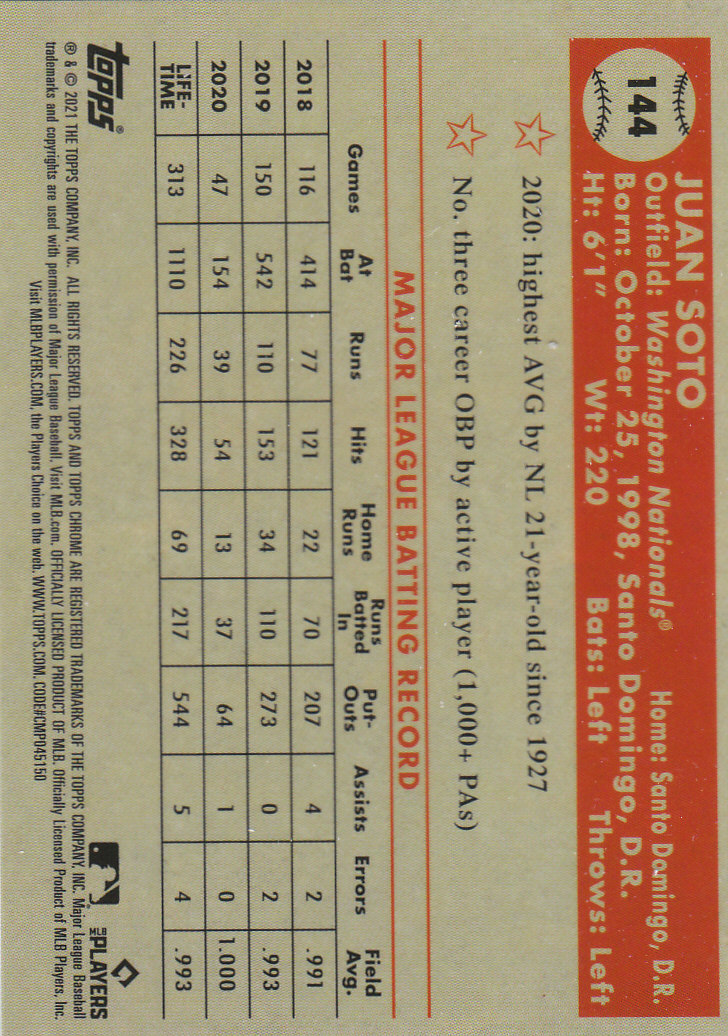 144
JUAN SOTO
Outfield: Washington Nationals® Home: Santo Domingo, D.R.
Born: October 25, 1998, Santo Domingo, D.R.
Ht: 6'1" Wt: 220 Bats: Left Throws: Left
2020: highest AVG by NL 21-year-old since 1927
No. three career OBP by active player (1,000+ PAs)
MAJOR LEAGUE BATTING RECORD
Games At Bat Runs Hits Home Runs Runs Batted In Put-Outs Assists Errors Field Avg.
2018 116 414 77 121 22 70 207 4 2 .991
2019 150 542 110 153 34 110 273 0 2 .993
2020 47 154 39 54 13 37 64 1 0 1.000
LIFE-TIME 313 1110 226 328 69 217 544 5 4 .993
topps®
MLB PLAYERS
® & © 2021 THE TOPPS COMPANY, INC. ALL RIGHTS RESERVED. TOPPS AND TOPPS CHROME ARE REGISTERED TRADEMARKS OF THE TOPPS COMPANY, INC. Major League Baseball
trademarks and copyrights are used with permission of Major League Baseball. Visit MLB.com. OFFICIALLY LICENSED PRODUCT OF MLB. Officially Licensed Product of MLB Players, Inc.
Visit MLBPLAYERS.COM, the Players Choice on the web. WWW.TOPPS.COM. CODE#CMP045150